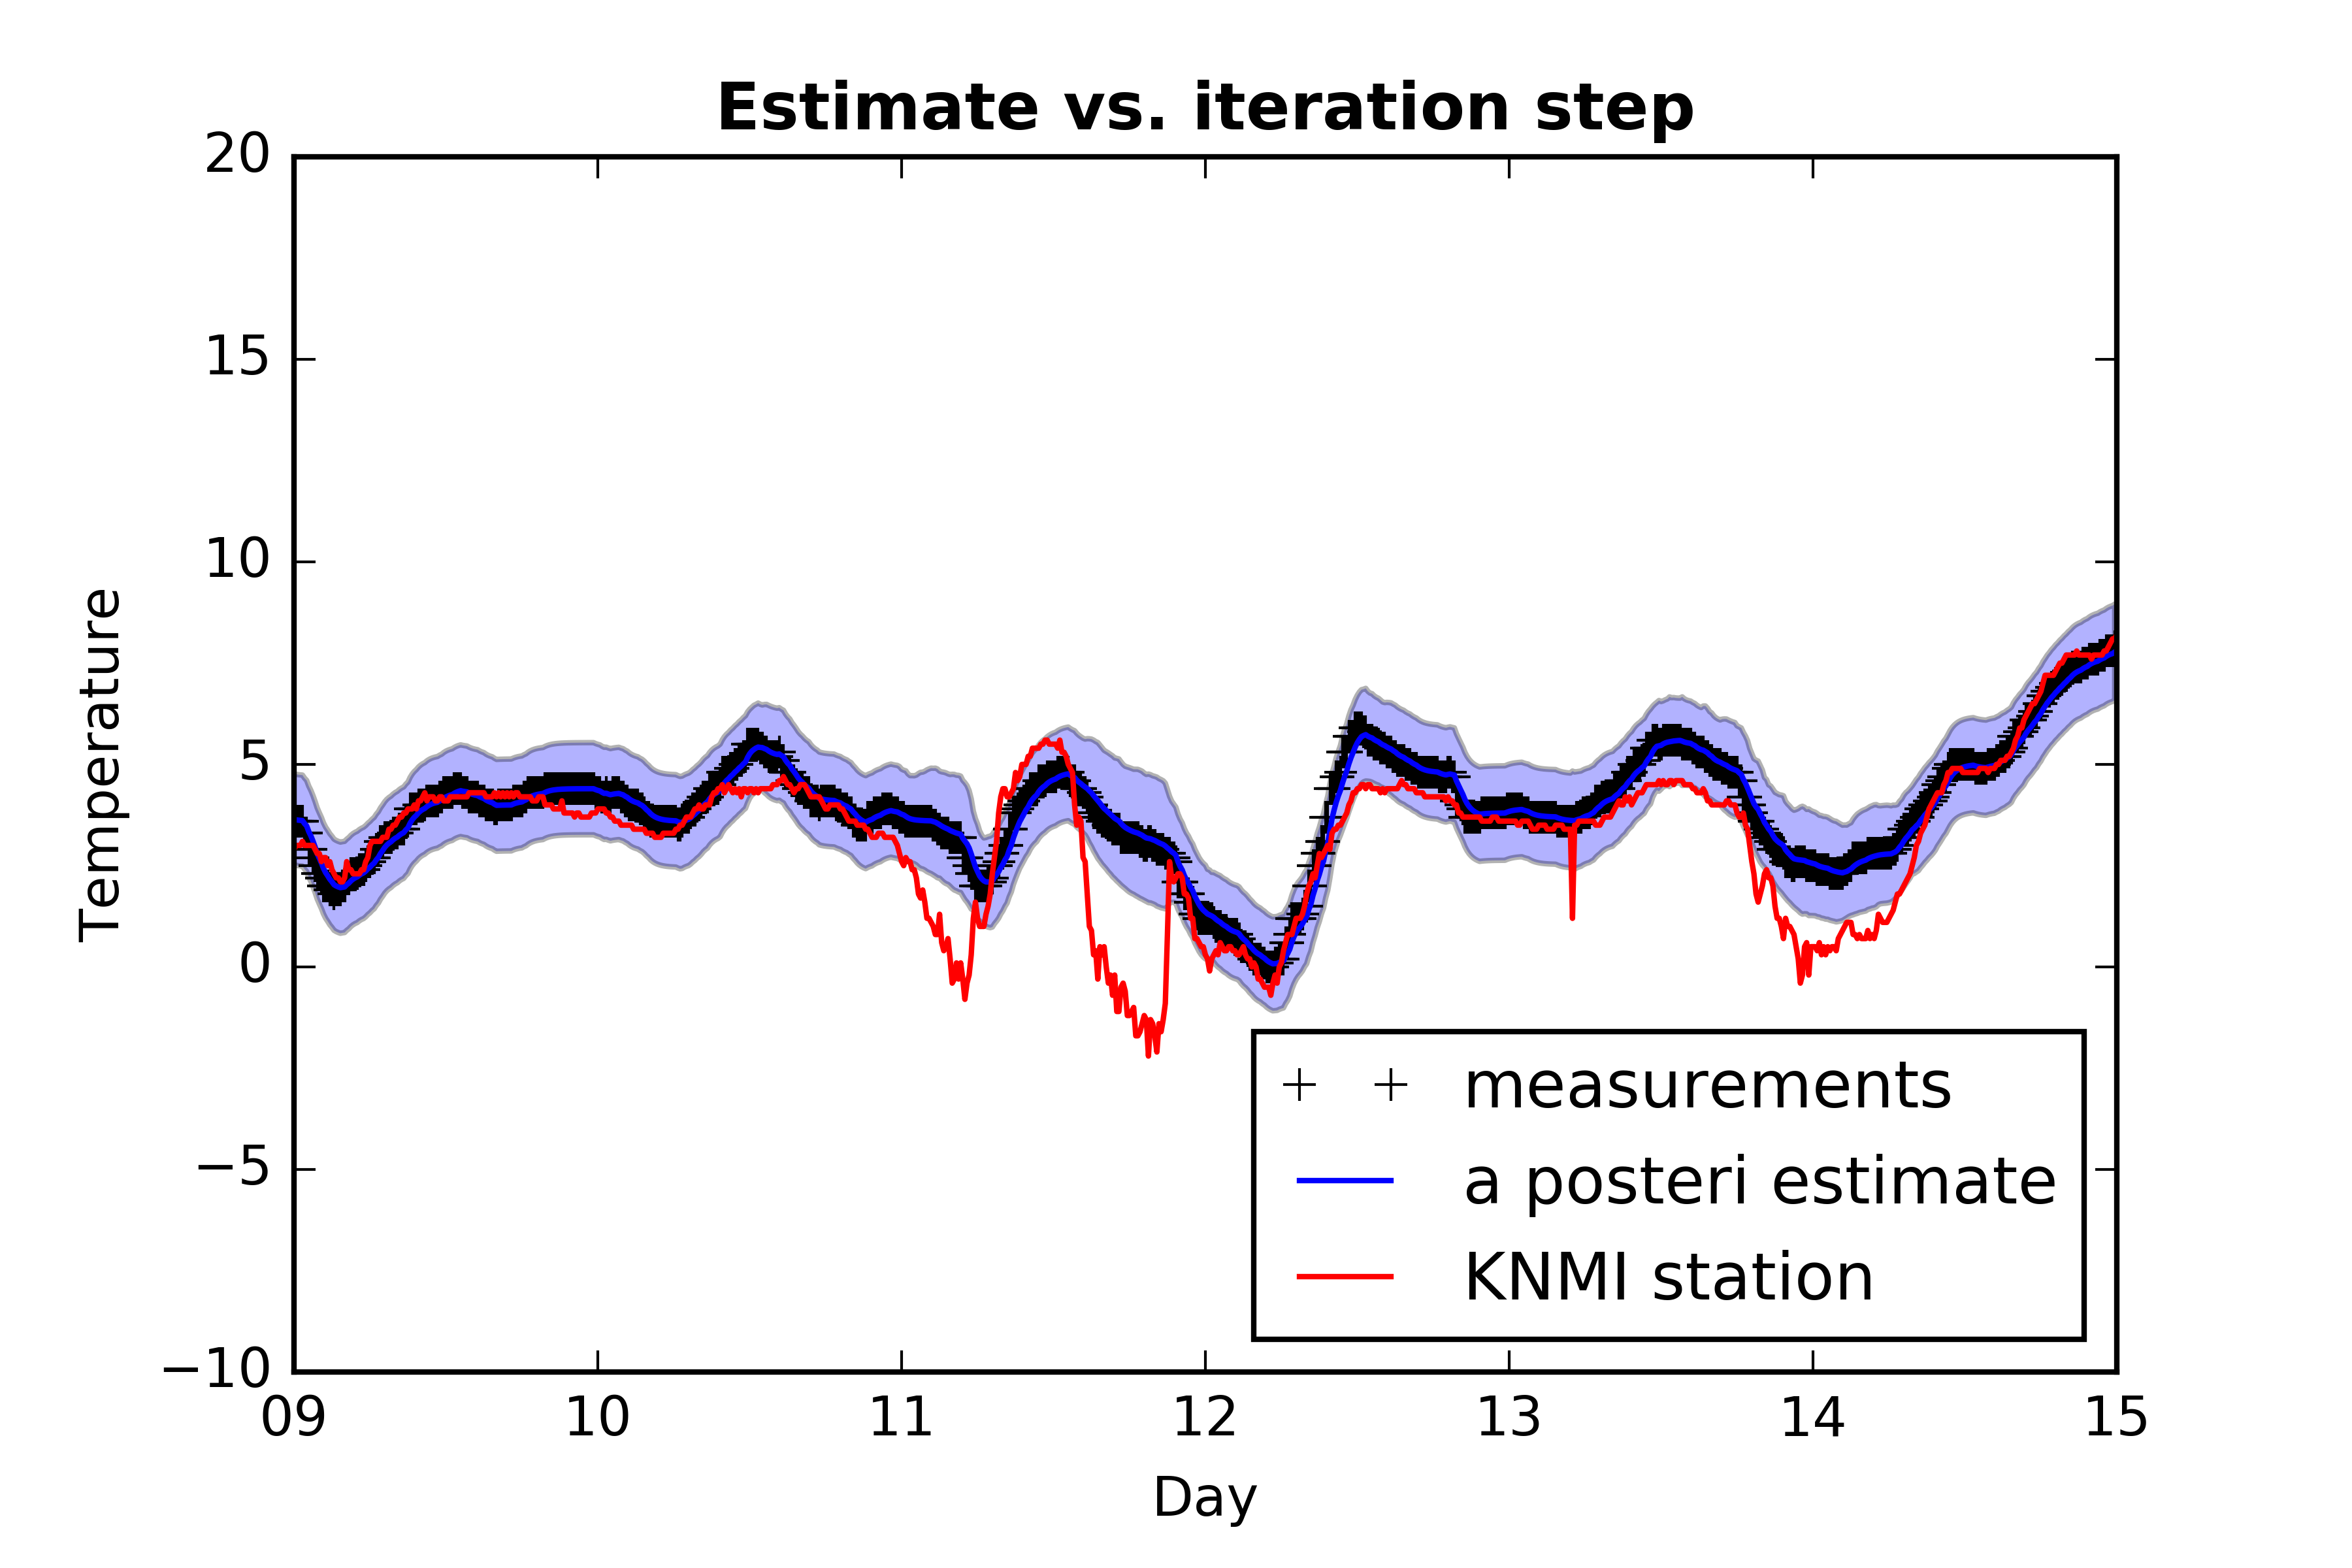 Estimate vs. iteration step
20
15
10
5
0
−5
−10
Temperature
measurements
a posteri estimate
KNMI station
09 10 11 12 13 14 15
Day